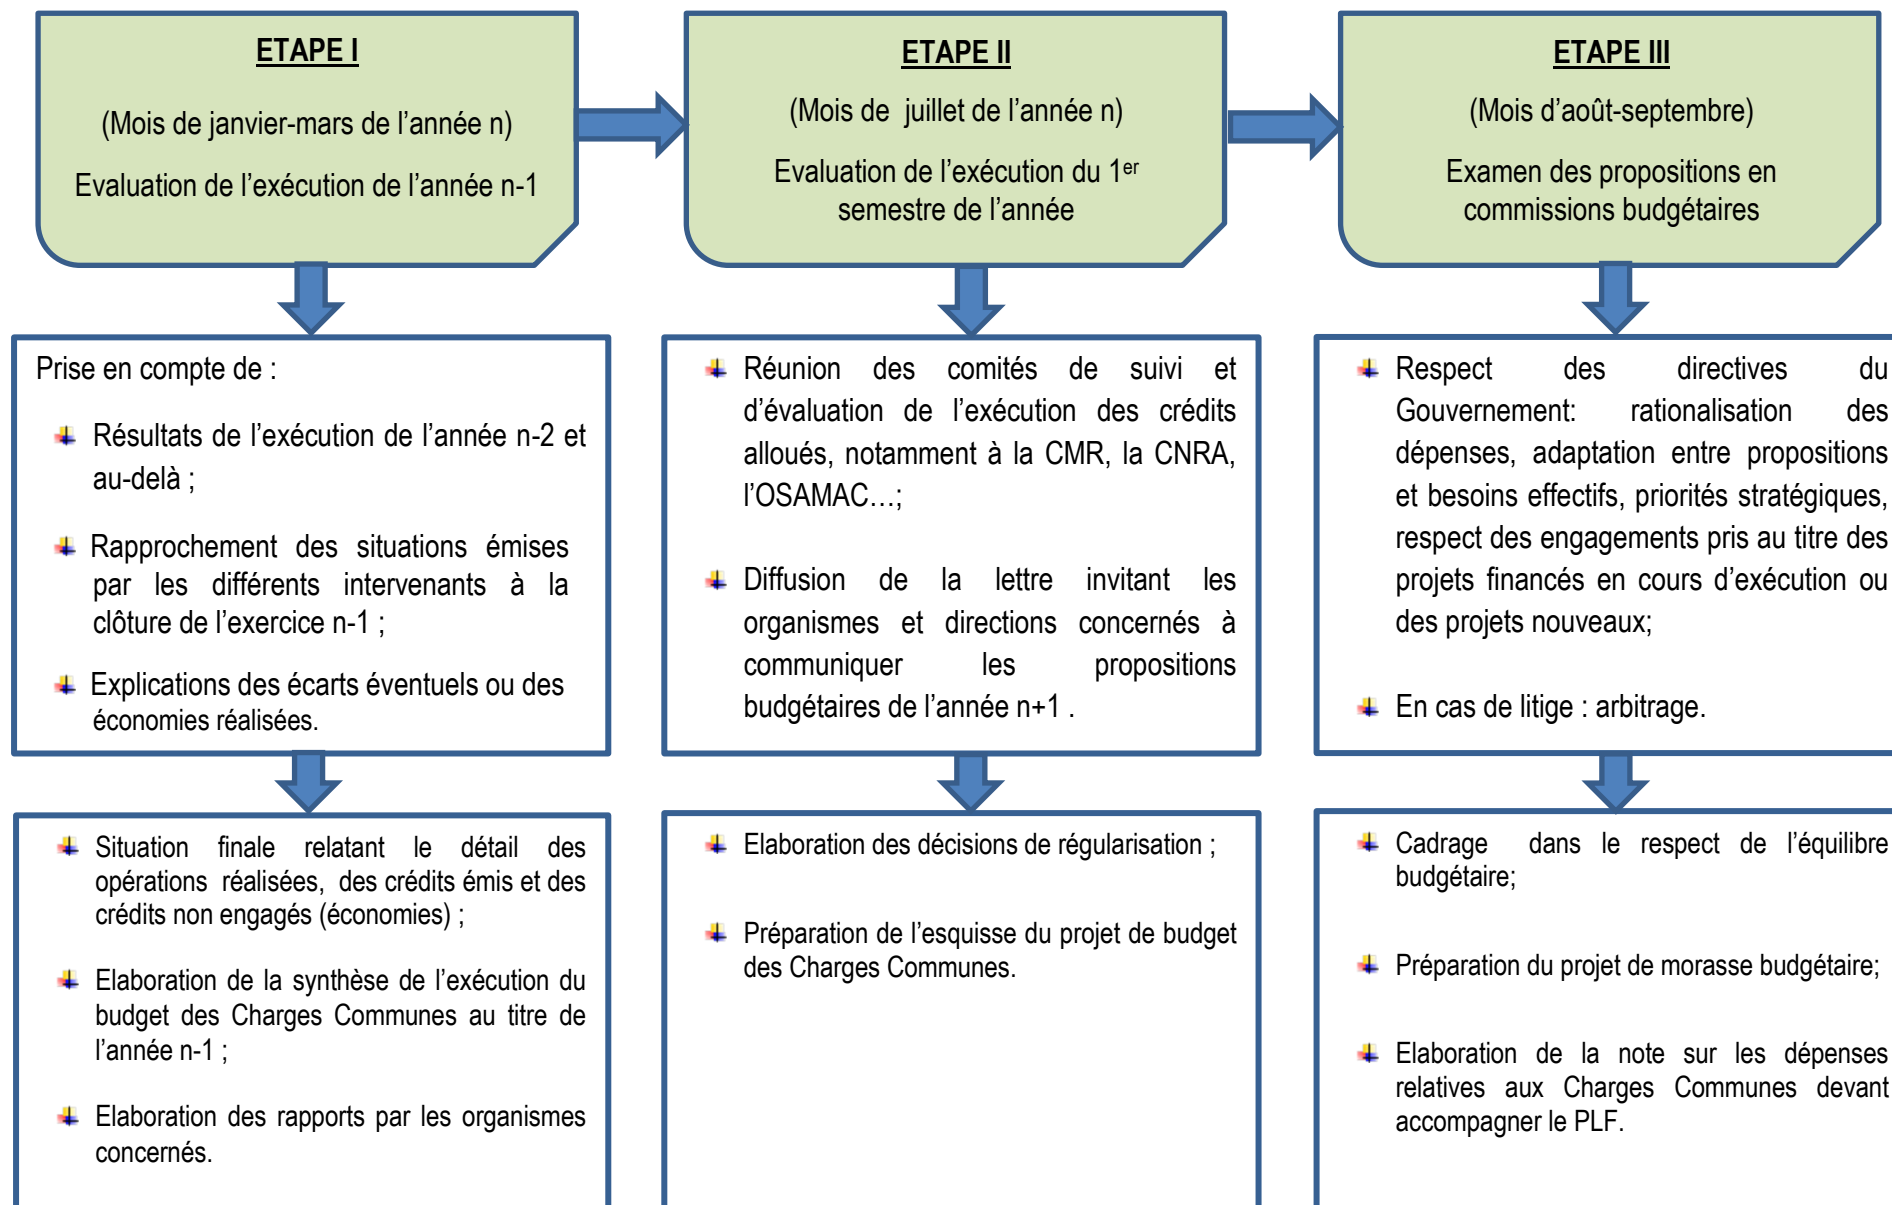 ETAPE I
(Mois de janvier-mars de l’année n)
Evaluation de l’exécution de l’année n-1
ETAPE II
(Mois de juillet de l’année n)
Evaluation de l’exécution du 1er
semestre de l’année
ETAPE III
(Mois d’août-septembre)
Examen des propositions en
commissions budgétaires
Prise en compte de :
Résultats de l’exécution de l’année n-2 et
au-delà ;
Rapprochement des situations émises
par les différents intervenants à la
clôture de l’exercice n-1 ;
Explications des écarts éventuels ou des
économies réalisées.
Réunion des comités de suivi et
d’évaluation de l’exécution des crédits
alloués, notamment à la CMR, la CNRA,
l’OSAMAC…;
Diffusion de la lettre invitant les
organismes et directions concernés à
communiquer les propositions
budgétaires de l’année n+1 .
Respect des directives du
Gouvernement: rationalisation des
dépenses, adaptation entre propositions
et besoins effectifs, priorités stratégiques,
respect des engagements pris au titre des
projets financés en cours d’exécution ou
des projets nouveaux;
En cas de litige : arbitrage.
Situation finale relatant le détail des
opérations réalisées, des crédits émis et des
crédits non engagés (économies) ;
Elaboration de la synthèse de l’exécution du
budget des Charges Communes au titre de
l’année n-1 ;
Elaboration des rapports par les organismes
concernés.
Elaboration des décisions de régularisation ;
Préparation de l’esquisse du projet de budget
des Charges Communes.
Cadrage dans le respect de l’équilibre
budgétaire;
Préparation du projet de morasse budgétaire;
Elaboration de la note sur les dépenses
relatives aux Charges Communes devant
accompagner le PLF.